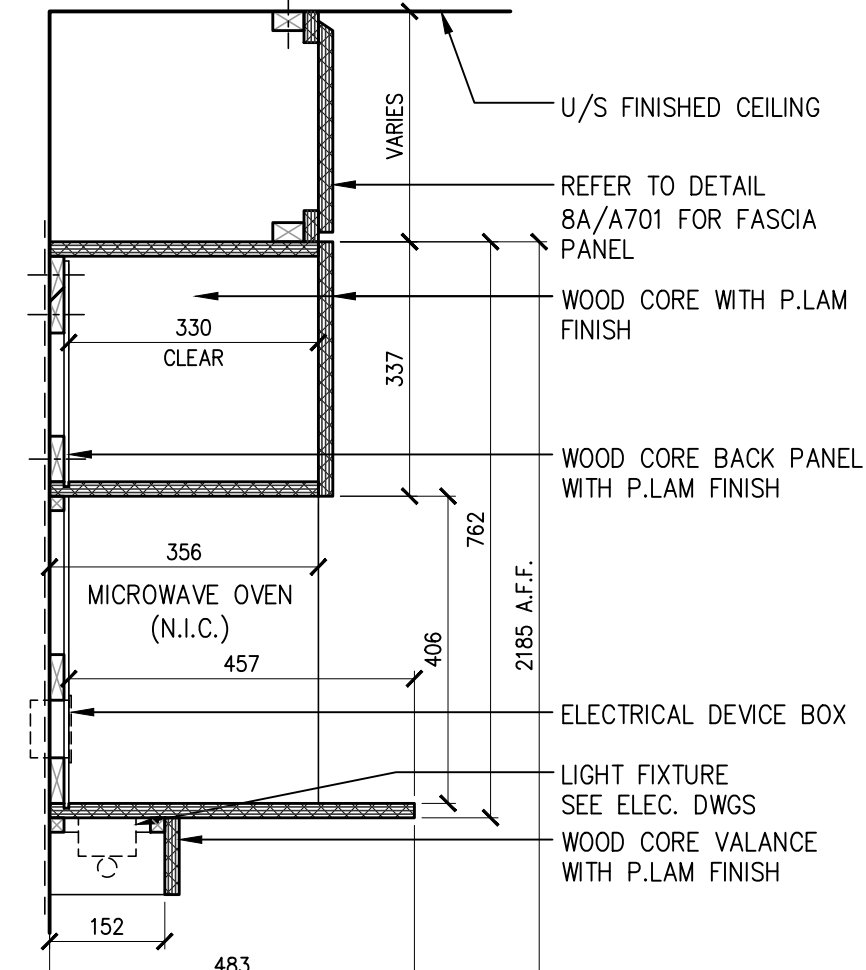 U/S FINISHED CEILING
VARIES
REFER TO DETAIL
8A/A701 FOR FASCIA
PANEL
WOOD CORE WITH P.LAM
FINISH
330
CLEAR
337
WOOD CORE BACK PANEL
WITH P.LAM FINISH
762
356
MICROWAVE OVEN
(N.I.C.)
457
406
2185 A.F.F.
ELECTRICAL DEVICE BOX
LIGHT FIXTURE
SEE ELEC. DWGS
WOOD CORE VALANCE
WITH P.LAM FINISH
152
483